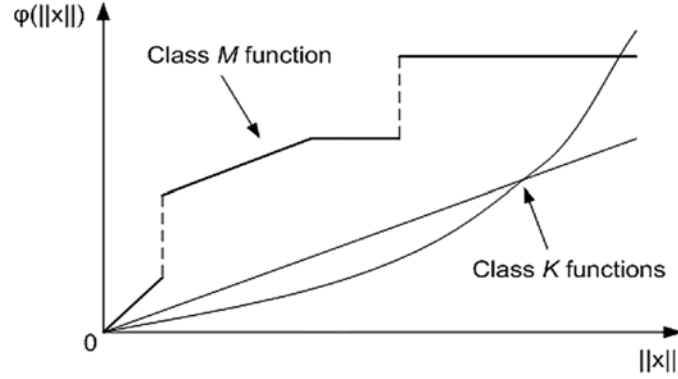 φ(||x||)
Class M function
Class K functions
0
||x||